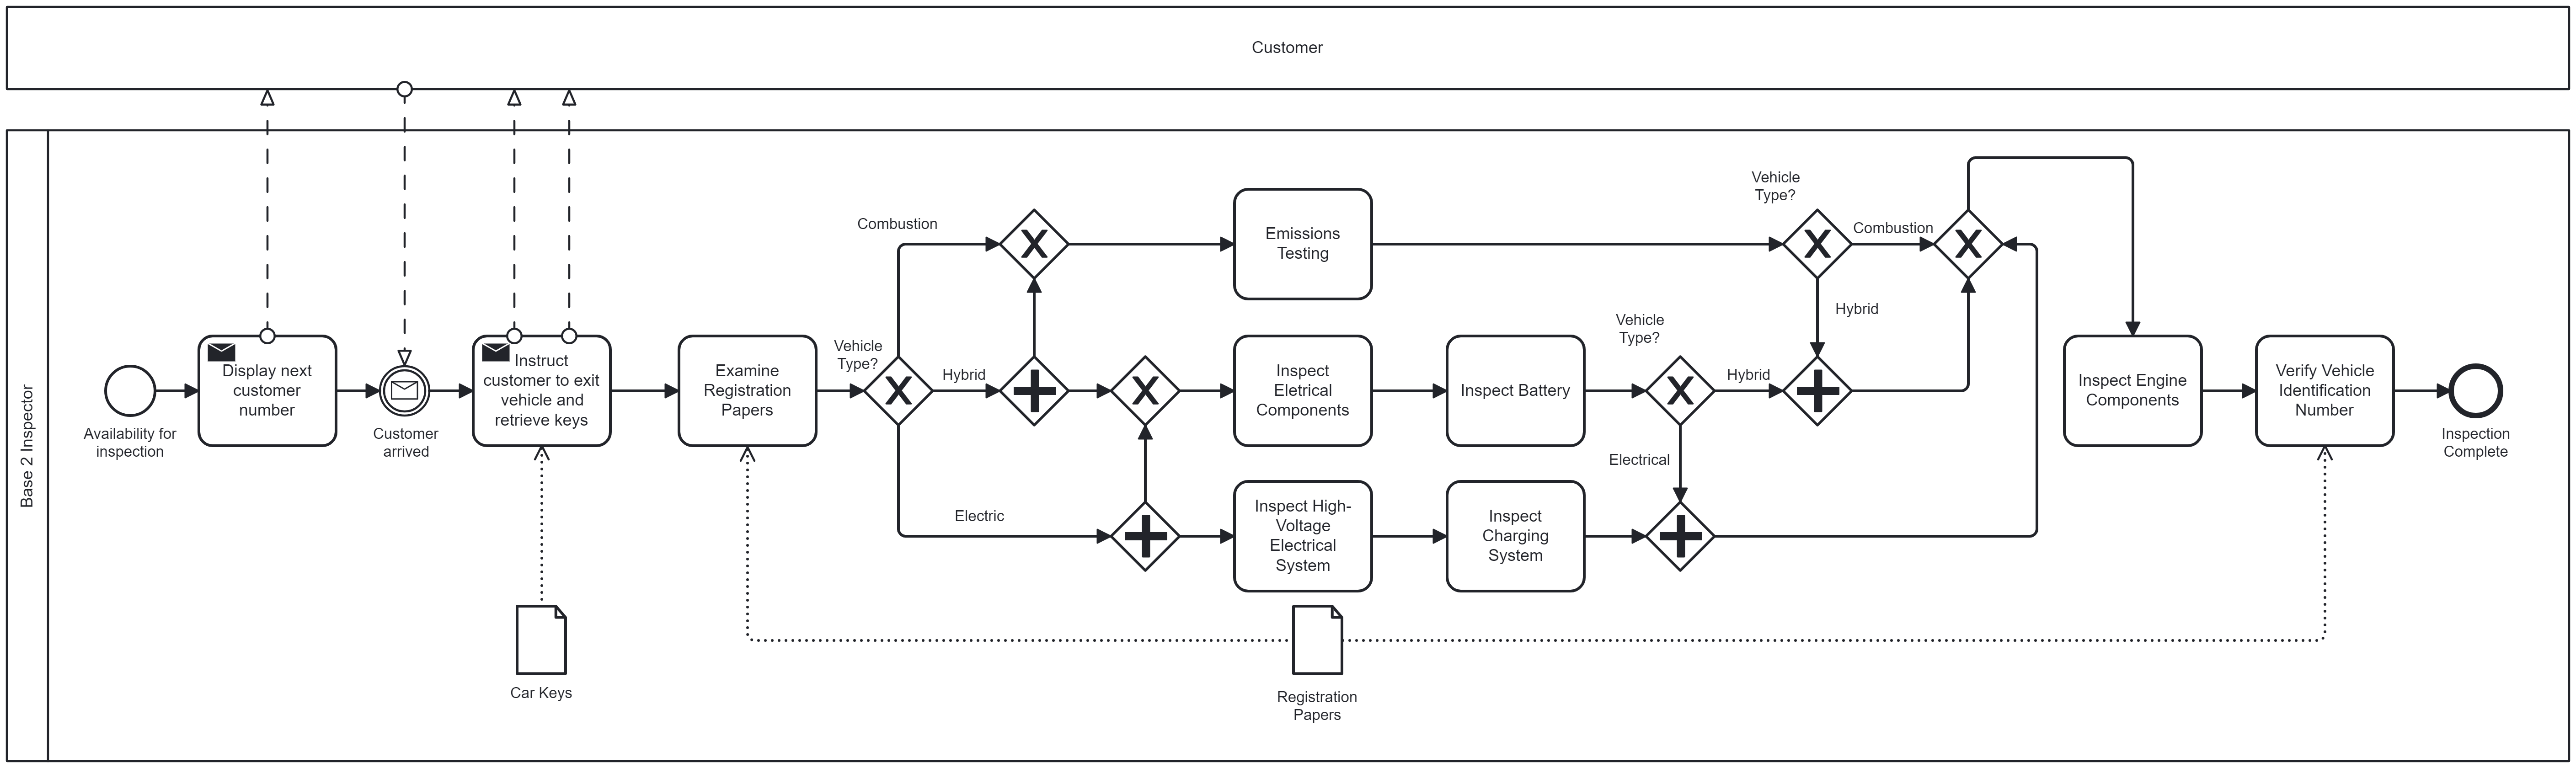 Customer
Base 2 Inspector
Availability for
inspection
Display next
customer
number
Customer
arrived
Instruct
customer to exit
vehicle and
retrieve keys
Car Keys
Examine
Registration
Papers
Vehicle
Type?
Combustion
Hybrid
Electric
Emissions
Testing
Inspect
Eletrical
Components
Inspect Battery
Inspect High-
Voltage
Electrical
System
Inspect
Charging
System
Registration
Papers
Vehicle
Type?
Hybrid
Electrical
Vehicle
Type?
Combustion
Hybrid
Inspect Engine
Components
Verify Vehicle
Identification
Number
Inspection
Complete